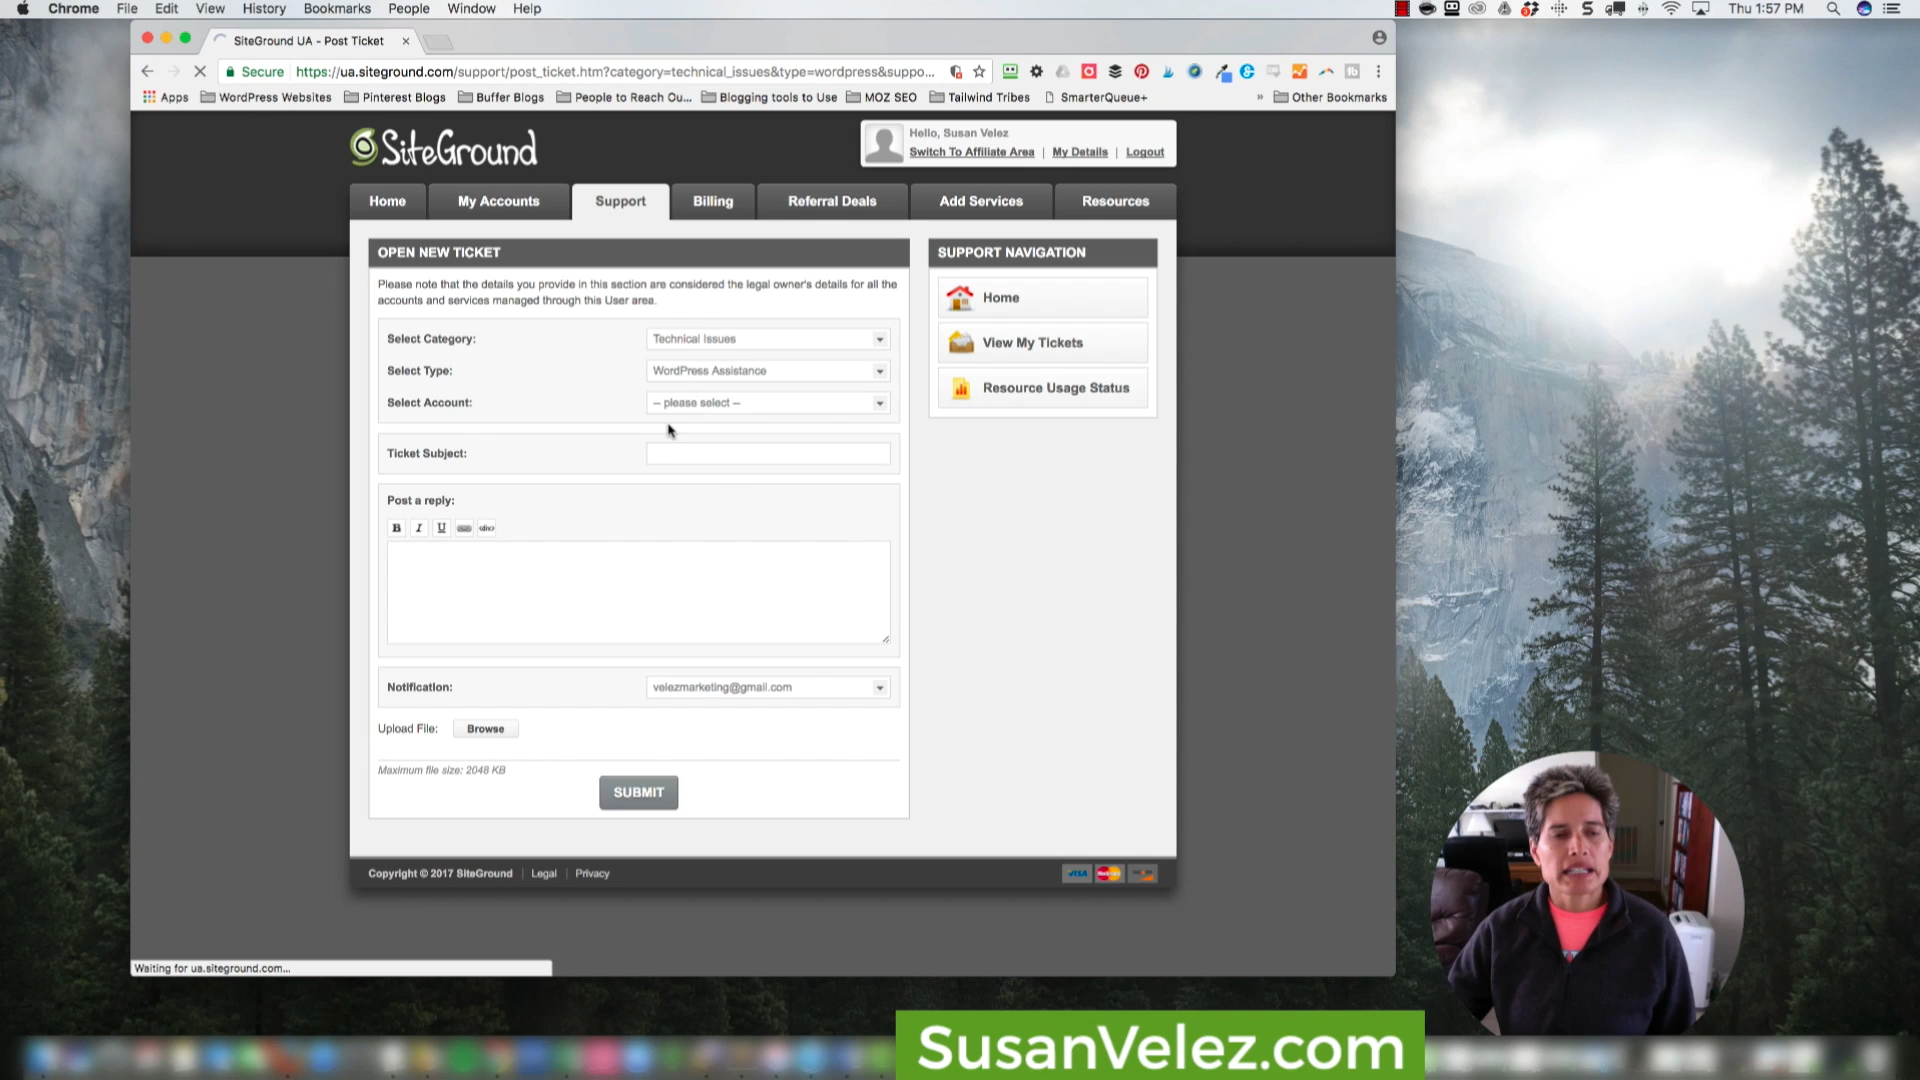 Chrome File Edit View History Bookmarks People Window Help
Thu 1:57 PM
SiteGround UA - Post Ticket
Secure https://ua.siteground.com/support/post_ticket.htm?category=technical_issues&type=wordpress&suppo...
Apps WordPress Websites Pinterest Blogs Buffer Blogs People to Reach Ou... Blogging tools to Use MOZ SEO Tailwind Tribes SmarterQueue+ » Other Bookmarks
SiteGround
Hello, Susan Velez
Switch To Affiliate Area | My Details | Logout
Home My Accounts Support Billing Referral Deals Add Services Resources
OPEN NEW TICKET
Please note that the details you provide in this section are considered the legal owner's details for all the
accounts and services managed through this User area.
Select Category: Technical Issues
Select Type: WordPress Assistance
Select Account: -- please select --
Ticket Subject:
Post a reply:
B I U
Notification: velezmarketing@gmail.com
Upload File: Browse
Maximum file size: 2048 KB
SUBMIT
SUPPORT NAVIGATION
Home
View My Tickets
Resource Usage Status
Copyright © 2017 SiteGround | Legal | Privacy
VISA
Waiting for ua.siteground.com...
SusanVelez.com